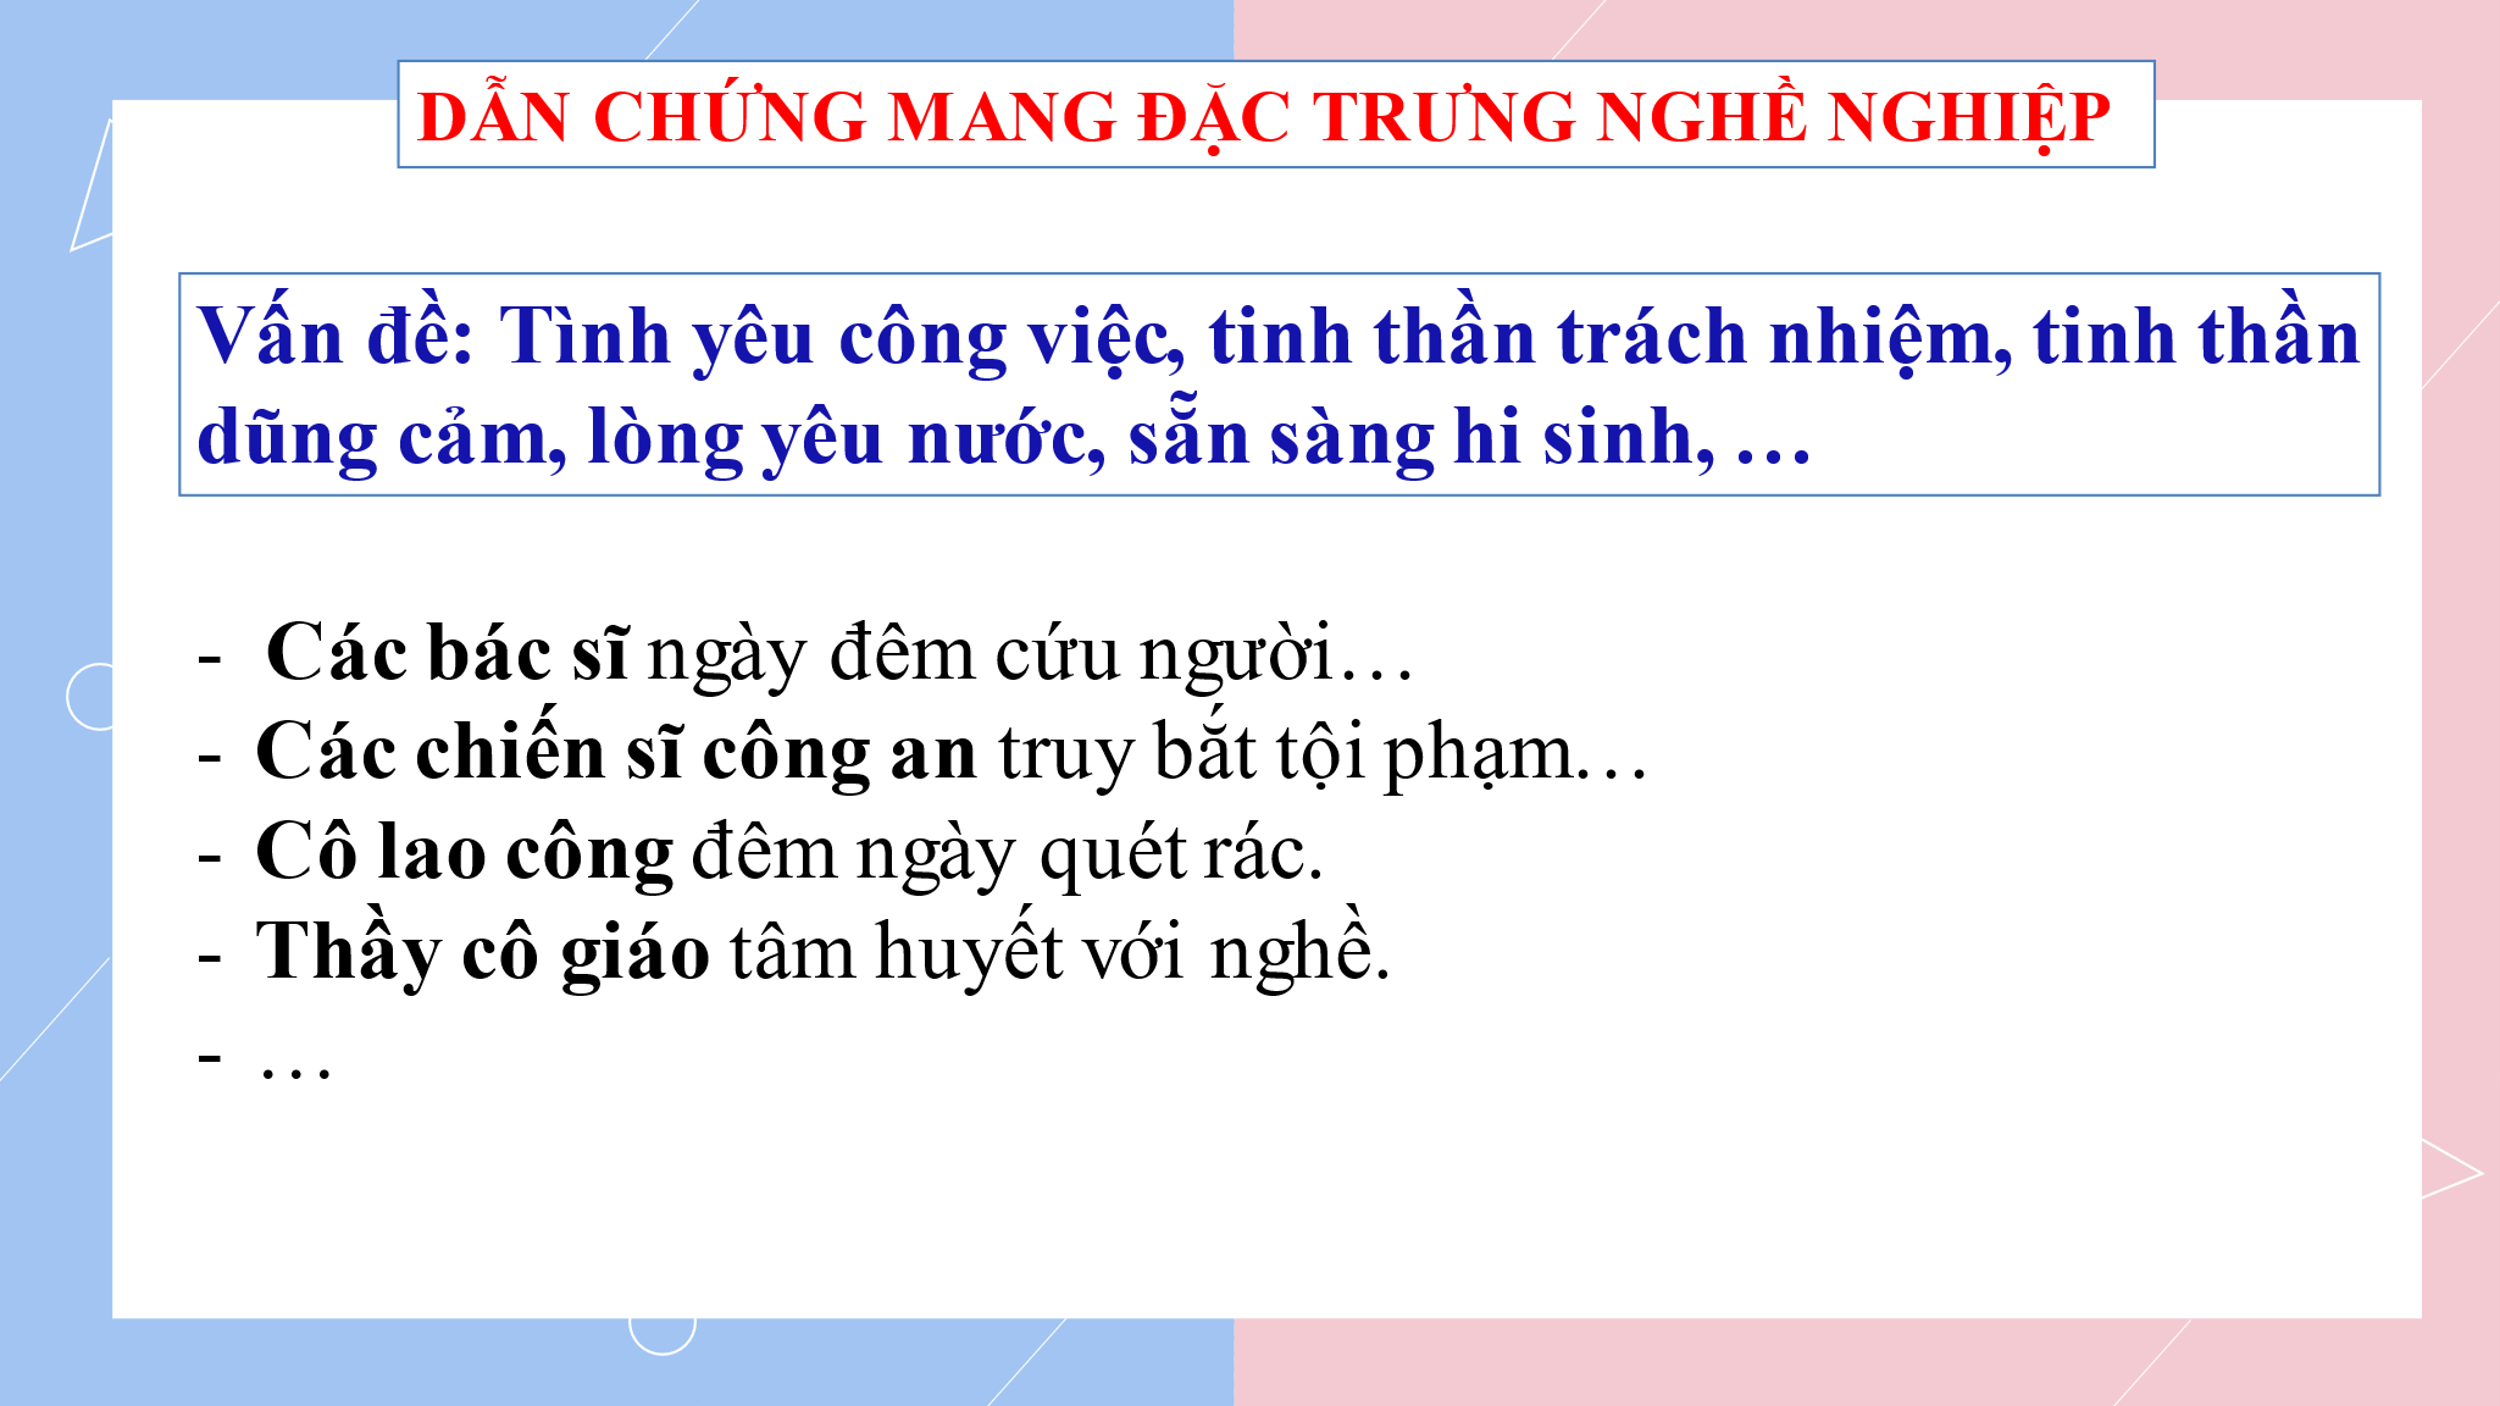 DẪN CHỨNG MANG ĐẶC TRƯNG NGHỀ NGHIỆP
Vấn đề: Tình yêu công việc, tinh thần trách nhiệm, tinh thần
dũng cảm, lòng yêu nước, sẵn sàng hi sinh, …
- Các bác sĩ ngày đêm cứu người…
- Các chiến sĩ công an truy bắt tội phạm…
- Cô lao công đêm ngày quét rác.
- Thầy cô giáo tâm huyết với nghề.
- …